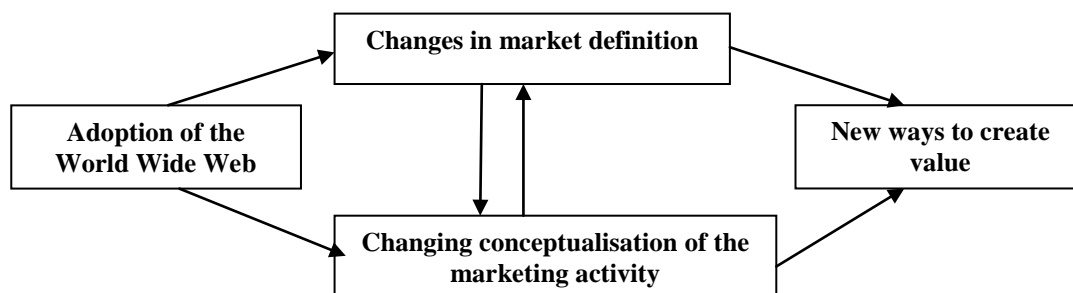 Changes in market definition
Adoption of the
World Wide Web
New ways to create
value
Changing conceptualisation of the
marketing activity